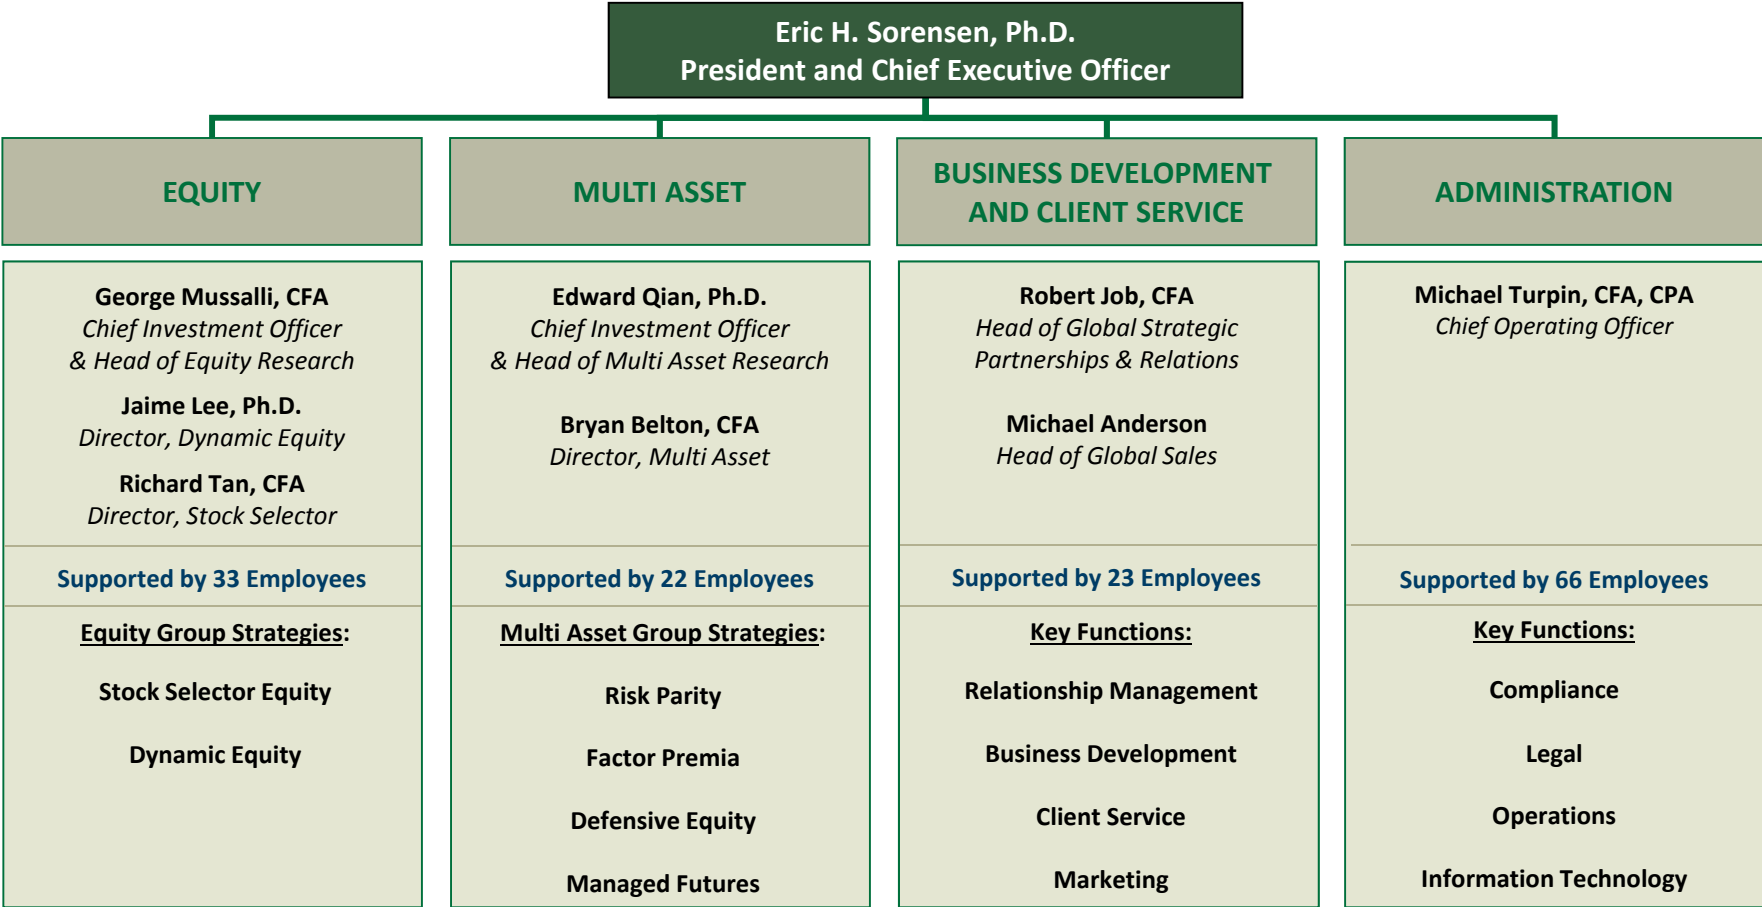 Eric H. Sorensen, Ph.D.
President and Chief Executive Officer
EQUITY
George Mussalli, CFA
Chief Investment Officer
& Head of Equity Research
Jaime Lee, Ph.D.
Director, Dynamic Equity
Richard Tan, CFA
Director, Stock Selector
Supported by 33 Employees
Equity Group Strategies:
Stock Selector Equity
Dynamic Equity
MULTI ASSET
Edward Qian, Ph.D.
Chief Investment Officer
& Head of Multi Asset Research
Bryan Belton, CFA
Director, Multi Asset
Supported by 22 Employees
Multi Asset Group Strategies:
Risk Parity
Factor Premia
Defensive Equity
Managed Futures
BUSINESS DEVELOPMENT
AND CLIENT SERVICE
Robert Job, CFA
Head of Global Strategic
Partnerships & Relations
Michael Anderson
Head of Global Sales
Supported by 23 Employees
Key Functions:
Relationship Management
Business Development
Client Service
Marketing
ADMINISTRATION
Michael Turpin, CFA, CPA
Chief Operating Officer
Supported by 66 Employees
Key Functions:
Compliance
Legal
Operations
Information Technology